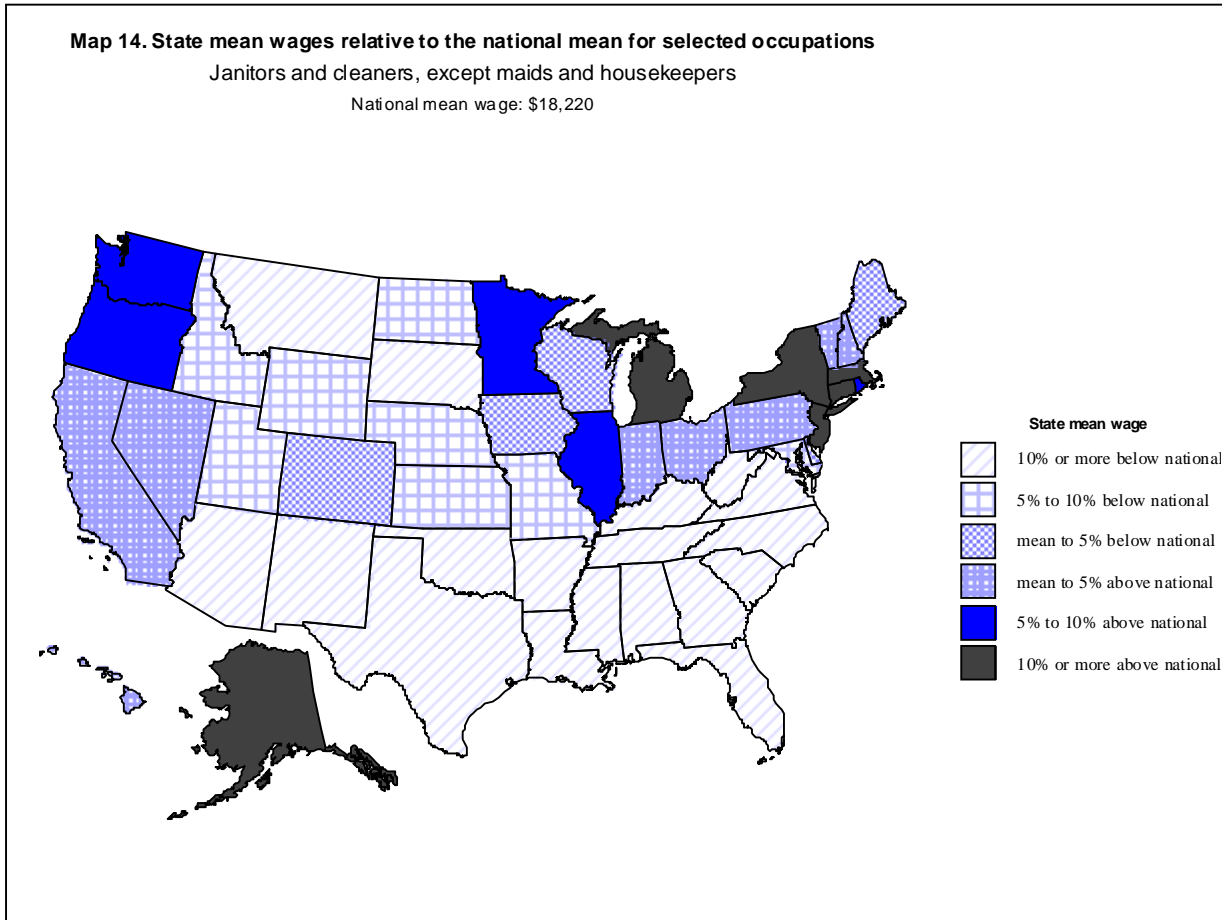 Map 14. State mean wages relative to the national mean for selected occupations
Janitors and cleaners, except maids and housekeepers
National mean wage: $18,220
State mean wage
10% or more below national
5% to 10% below national
mean to 5% below national
mean to 5% above national
5% to 10% above national
10% or more above national